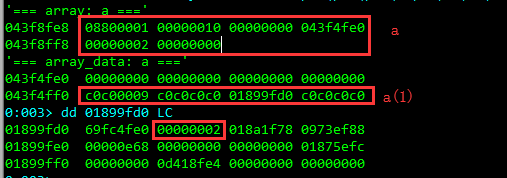 '=== array: a ==='
043f8fe8 08800001 00000010 00000000 043f4fe0 a
043f8ff8 00000002 00000000
'=== array_data: a ==='
043f4fe0 00000000 00000000 00000000 00000000
043f4ff0 c0c00009 c0c0c0c0 01899fd0 c0c0c0c0 a(1)
0:003> dd 01899fd0 LC
01899fd0 69fc4fe0 00000002 018a1f78 0973ef88
01899fe0 00000e68 00000000 00000000 01875efc
01899ff0 00000000 0d418fe4 00000000 00000000